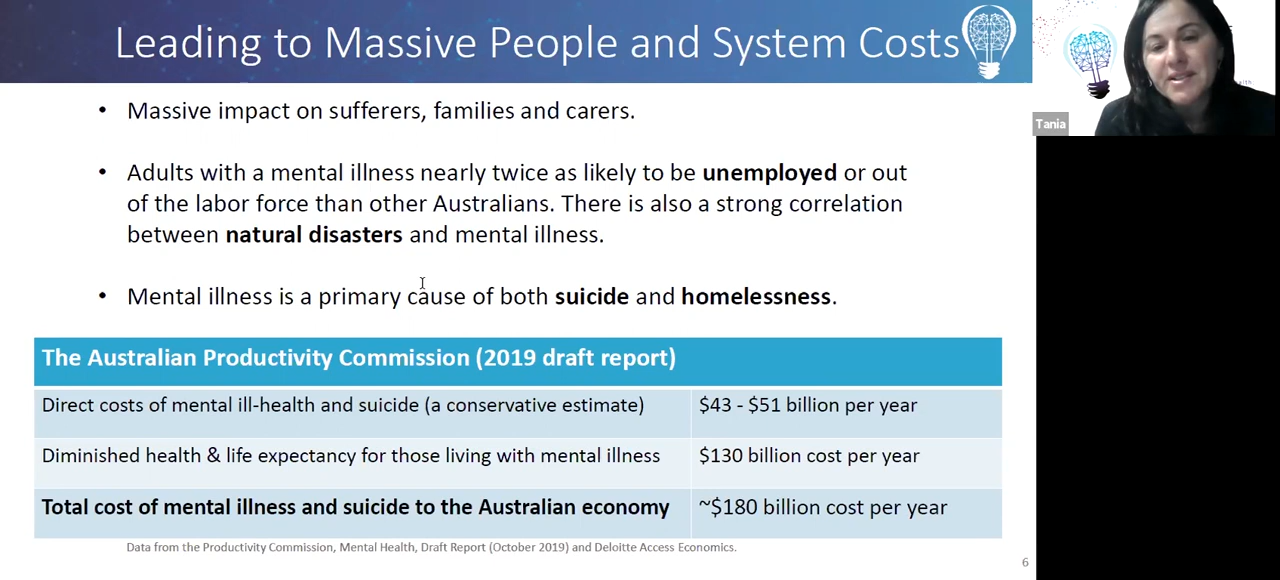 Leading to Massive People and System Costs
Tania
• Massive impact on sufferers, families and carers.
• Adults with a mental illness nearly twice as likely to be unemployed or out
of the labor force than other Australians. There is also a strong correlation
between natural disasters and mental illness.
• Mental illness is a primary cause of both suicide and homelessness.
The Australian Productivity Commission (2019 draft report)
Direct costs of mental ill-health and suicide (a conservative estimate) $43 - $51 billion per year
Diminished health & life expectancy for those living with mental illness $130 billion cost per year
Total cost of mental illness and suicide to the Australian economy ~$180 billion cost per year
Data from the Productivity Commission, Mental Health, Draft Report (October 2019) and Deloitte Access Economics.
6